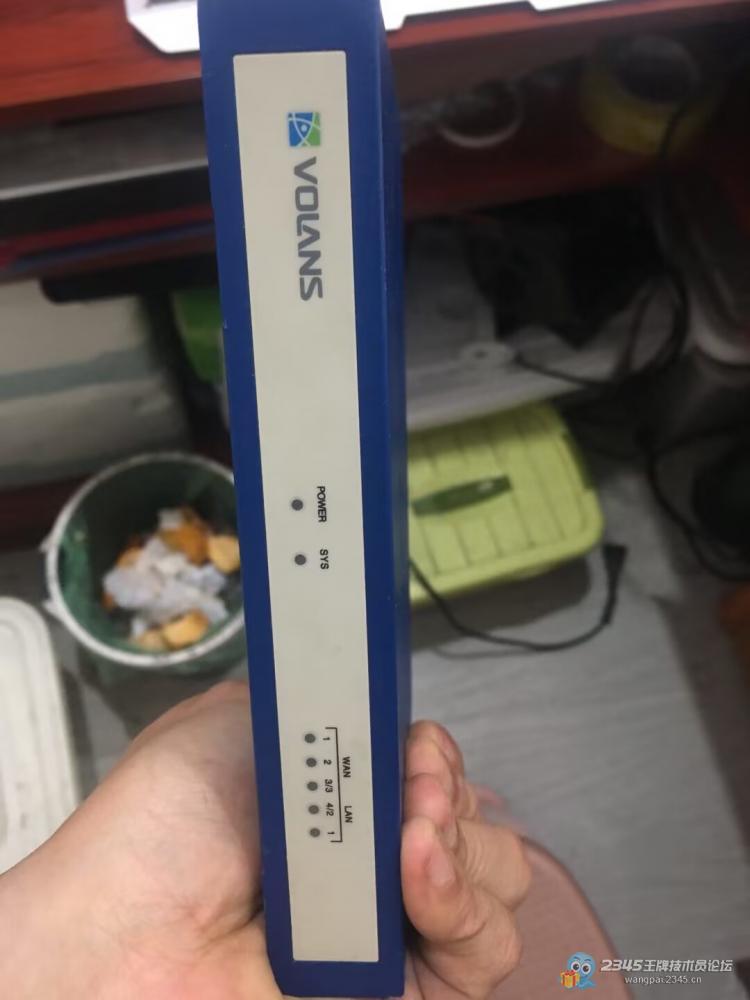 VOLANS
POWER
SYS
WAN
LAN
1
2
3/3
4/2
1
2345王牌技术员论坛
wangpai.2345.cn